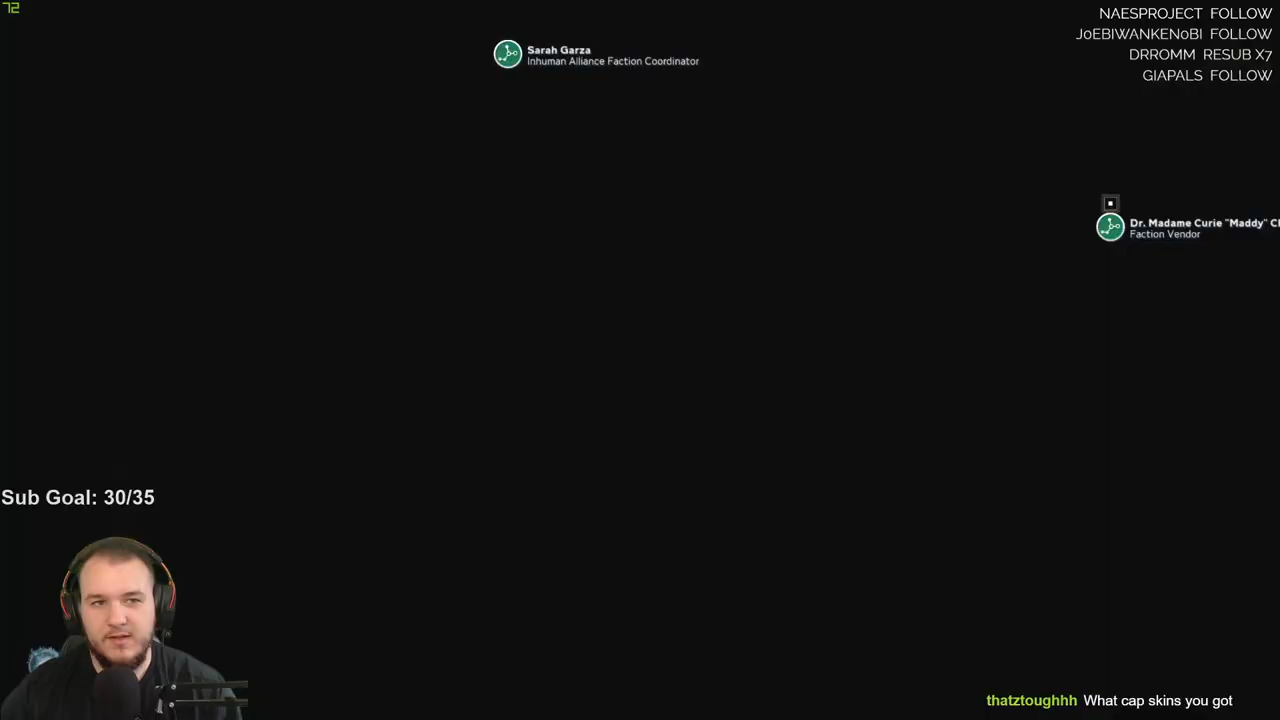 72
NAESPROJECT FOLLOW
J0EBIWANKEN0BI FOLLOW
DRROMM RESUB X7
GIAPALS FOLLOW
Sarah Garza
Inhuman Alliance Faction Coordinator
Dr. Madame Curie "Maddy" C
Faction Vendor
Sub Goal: 30/35
thatztoughhh What cap skins you got